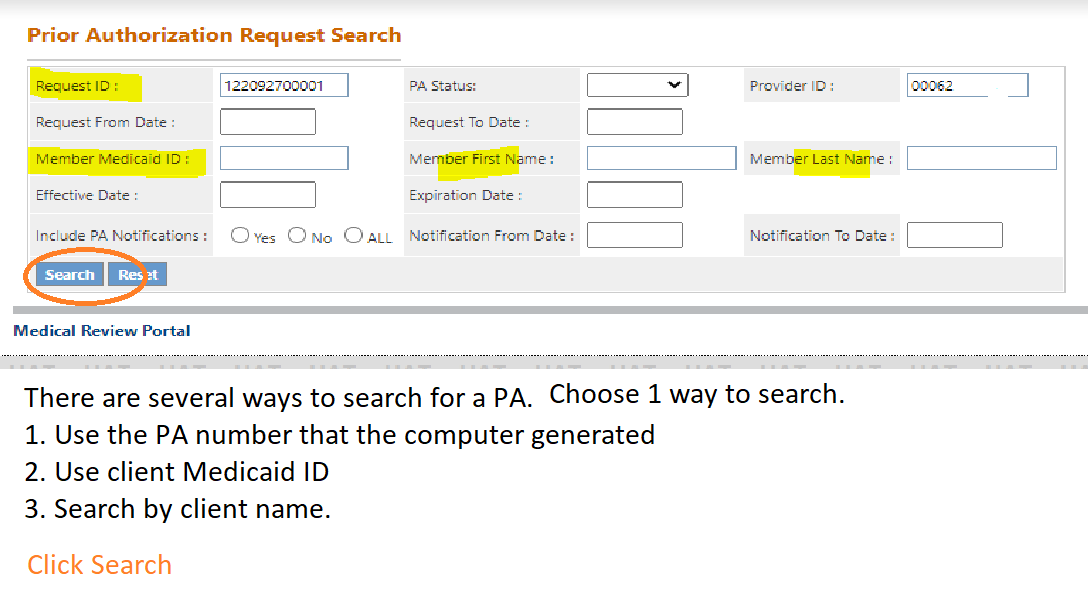 Prior Authorization Request Search
Request ID : 122092700001 PA Status: Provider ID : 00062
Request From Date : Request To Date :
Member Medicaid ID : Member First Name : Member Last Name :
Effective Date : Expiration Date :
Include PA Notifications : Yes No ALL Notification From Date : Notification To Date :
Search Reset
Medical Review Portal
There are several ways to search for a PA. Choose 1 way to search.
1. Use the PA number that the computer generated
2. Use client Medicaid ID
3. Search by client name.
Click Search